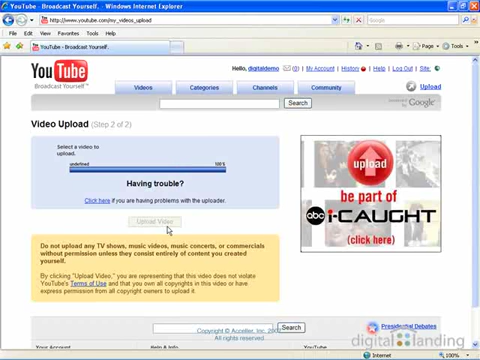 YouTube - Broadcast Yourself. - Windows Internet Explorer
http://www.youtube.com/my_videos_upload
Google
File Edit View Favorites Tools Help
YouTube - Broadcast Yourself.
Page Tools
YouTube
Broadcast Yourself™
Hello, digitaldemo (0) | My Account | History | Help | Log Out | Site:
Videos Categories Channels Community Upload
Search
Google
Video Upload (Step 2 of 2)
Select a video to
upload.
undefined 100%
Having trouble?
Click here if you are having problems with the uploader.
Upload Video
Do not upload any TV shows, music videos, music concerts, or commercials
without permission unless they consist entirely of content you created
yourself.
By clicking "Upload Video," you are representing that this video does not violate
YouTube's Terms of Use and that you own all copyrights in this video or have
express permission from all copyright owners to upload it.
upload
be part of
abc i-CAUGHT
(click here)
Search
Presidential Debates
Copyright © Acceller, Inc.
All rights reserved.
digital landing
Your Account Help & Info
Internet 100%